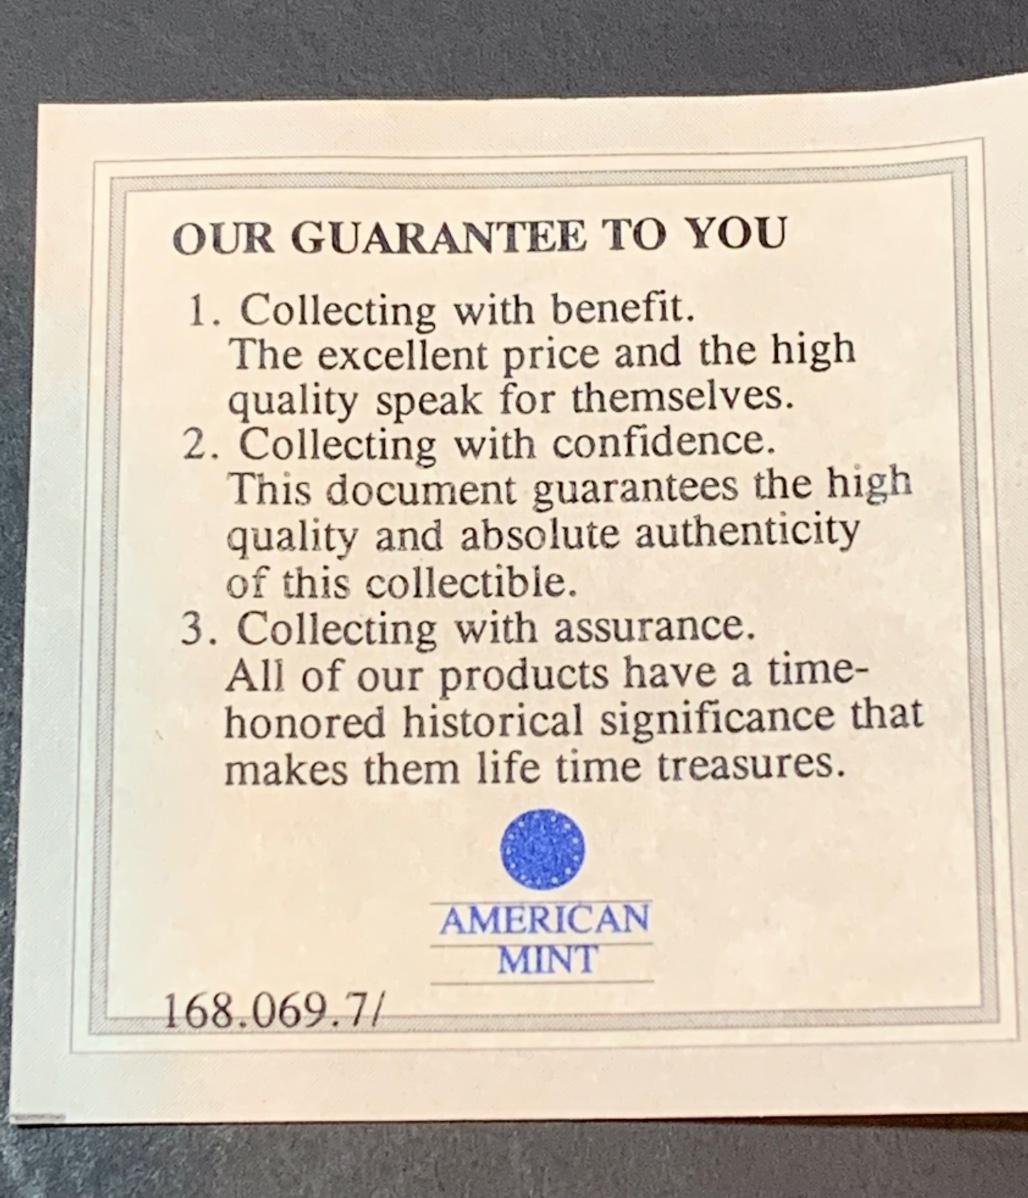 OUR GUARANTEE TO YOU
1. Collecting with benefit.
The excellent price and the high
quality speak for themselves.
2. Collecting with confidence.
This document guarantees the high
quality and absolute authenticity
of this collectible.
3. Collecting with assurance.
All of our products have a time-
honored historical significance that
makes them life time treasures.
AMERICAN
MINT
168.069.7/